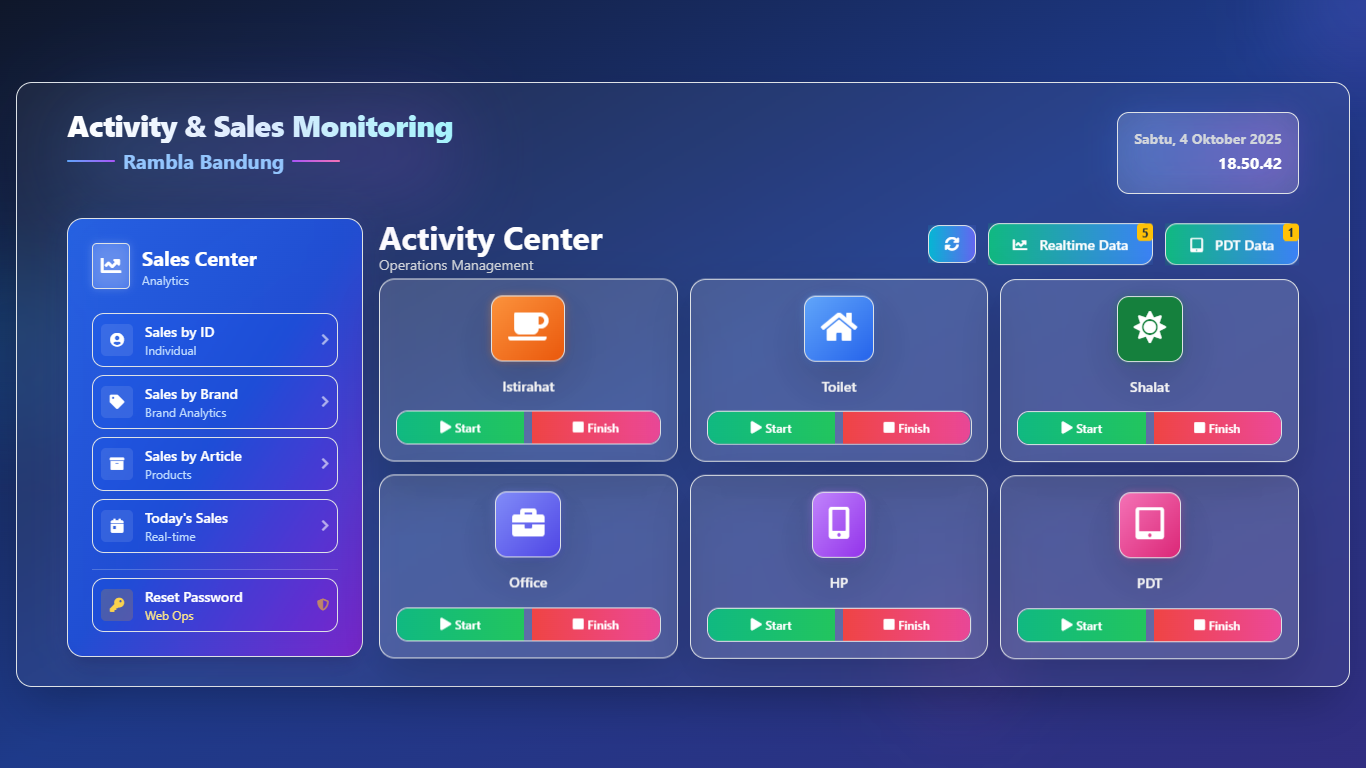 Activity & Sales Monitoring
Rambla Bandung
Sabtu, 4 Oktober 2025
18.50.42
Sales Center
Analytics
Sales by ID
Individual
Sales by Brand
Brand Analytics
Sales by Article
Products
Today's Sales
Real-time
Reset Password
Web Ops
Activity Center
Operations Management
Realtime Data
5
PDT Data
1
Istirahat
Start
Finish
Toilet
Start
Finish
Shalat
Start
Finish
Office
Start
Finish
HP
Start
Finish
PDT
Start
Finish